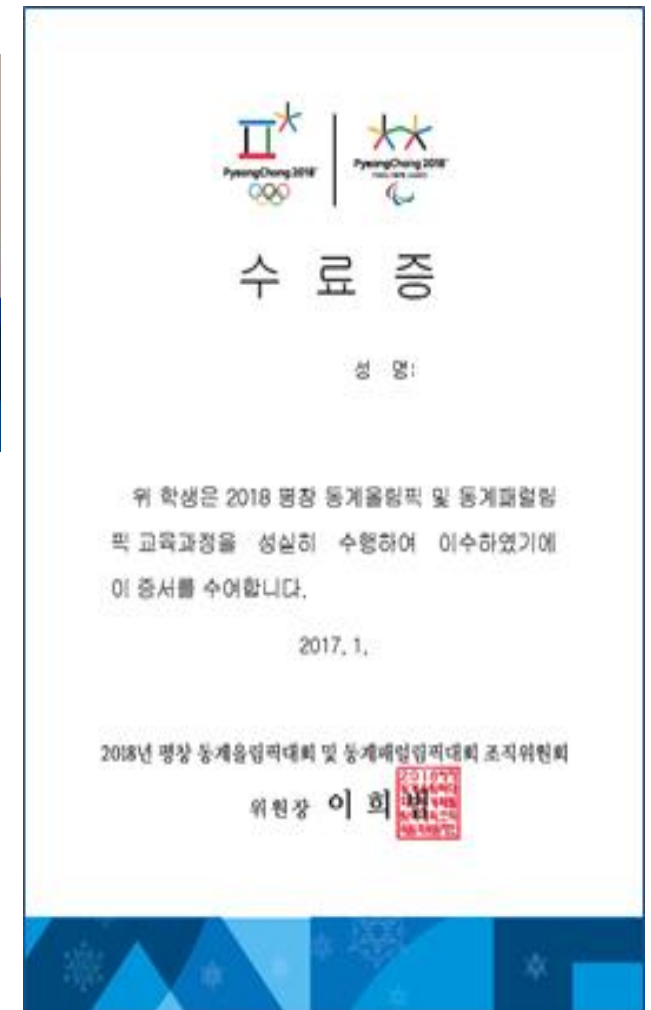 PyeongChang 2018
PyeongChang 2018
수 료 증
성 명:
위 학생은 2018 평창 동계올림픽 및 동계패럴림
픽 교육과정을 성실히 수행하여 이수하였기에
이 증서를 수여합니다.
2017. 1.
2018년 평창 동계올림픽대회 및 동계패럴림픽대회 조직위원회
위원장 이 희 범